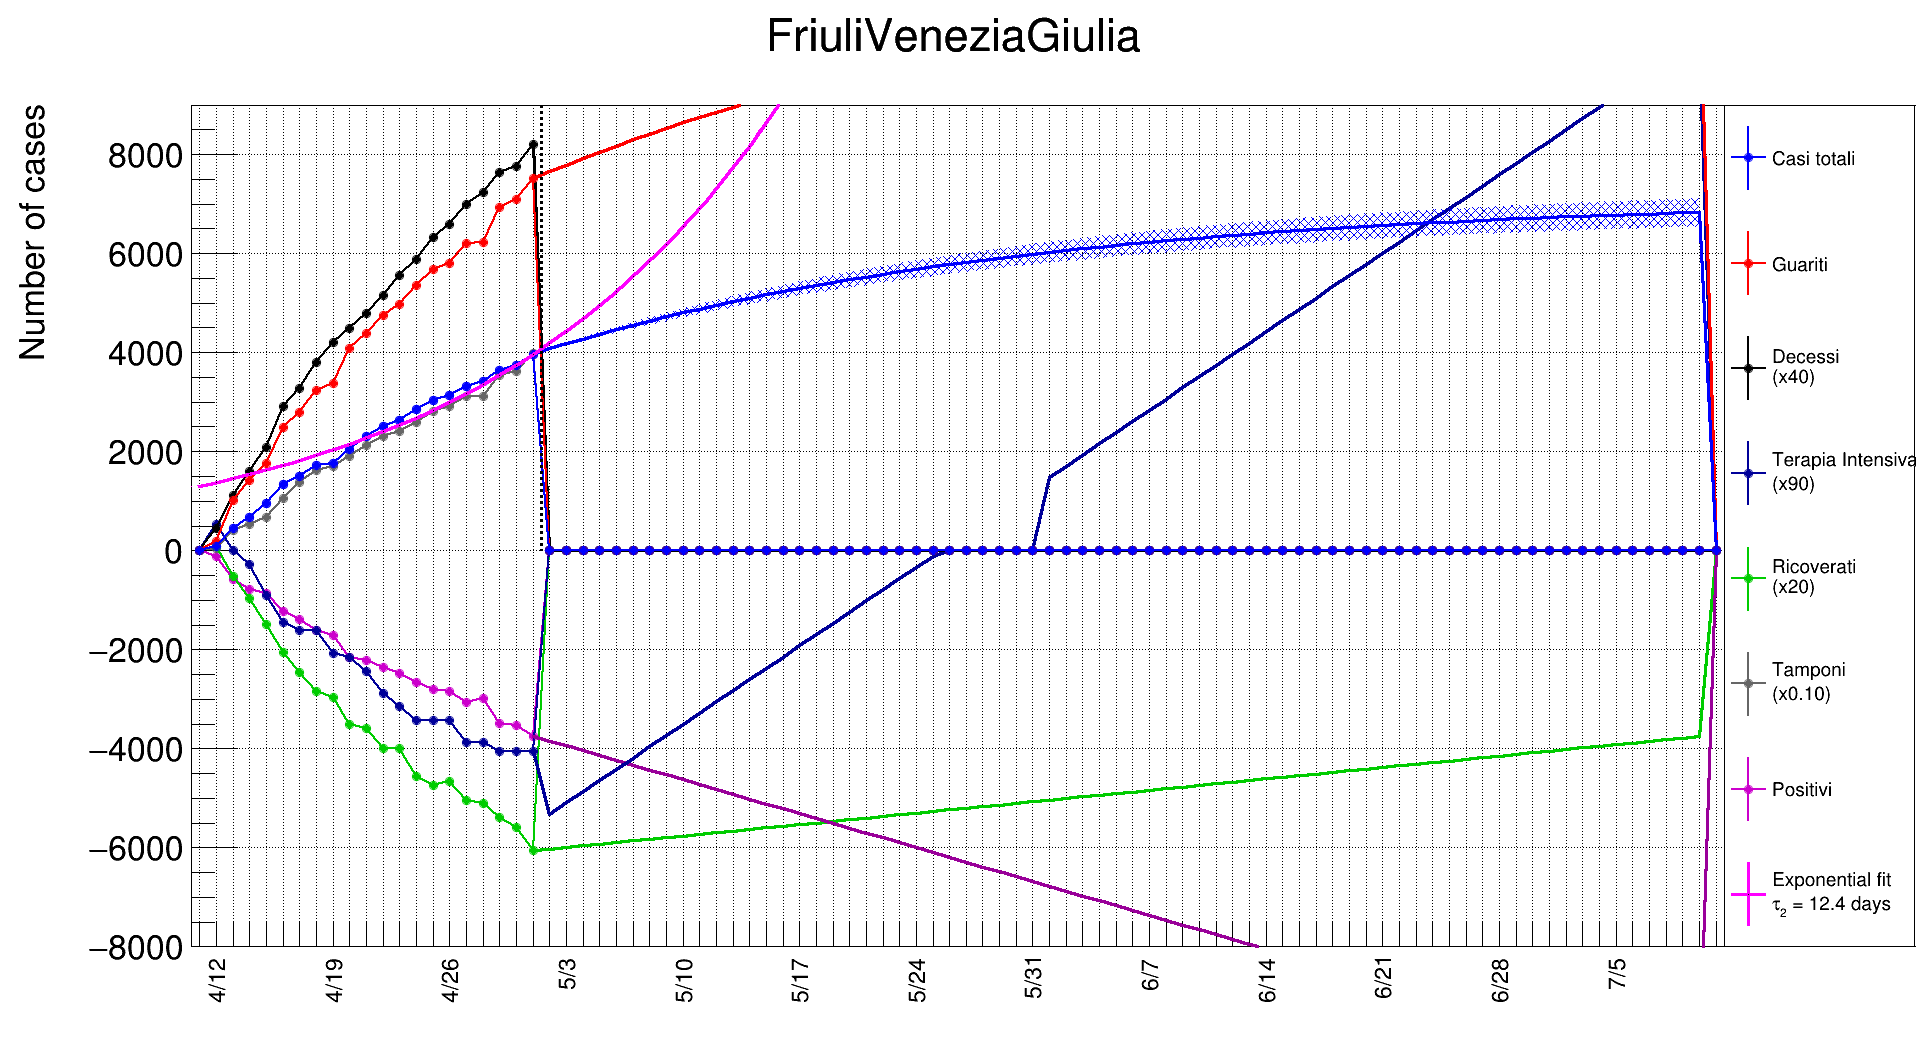 FriuliVeneziaGiulia
Number of cases
8000
6000
4000
2000
0
−2000
−4000
−6000
−8000
4/12
4/19
4/26
5/3
5/10
5/17
5/24
5/31
6/7
6/14
6/21
6/28
7/5
Casi totali
Guariti
Decessi
(x40)
Terapia Intensiva
(x90)
Ricoverati
(x20)
Tamponi
(x0.10)
Positivi
Exponential fit
τ₂ = 12.4 days